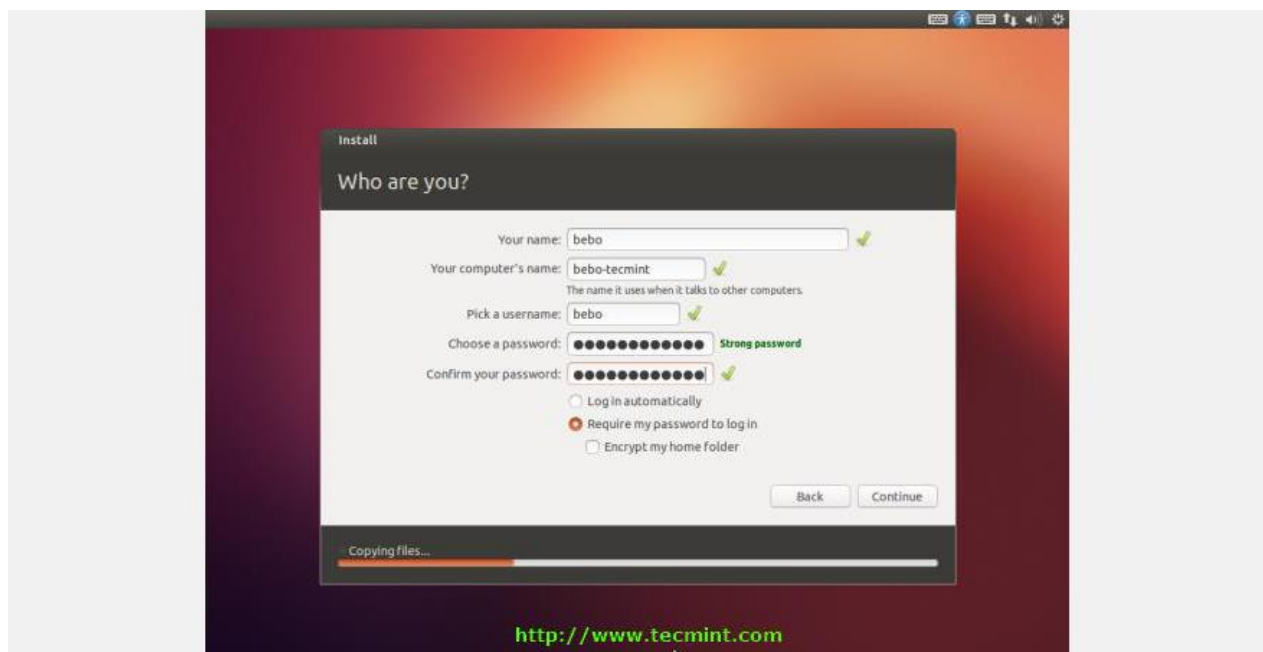 Install
Who are you?
Your name: bebo
Your computer's name: bebo-tecmint
The name it uses when it talks to other computers.
Pick a username: bebo
Choose a password: ●●●●●●●●●●●● Strong password
Confirm your password: ●●●●●●●●●●●●
Log in automatically
Require my password to log in
Encrypt my home folder
Back Continue
Copying files...
http://www.tecmint.com